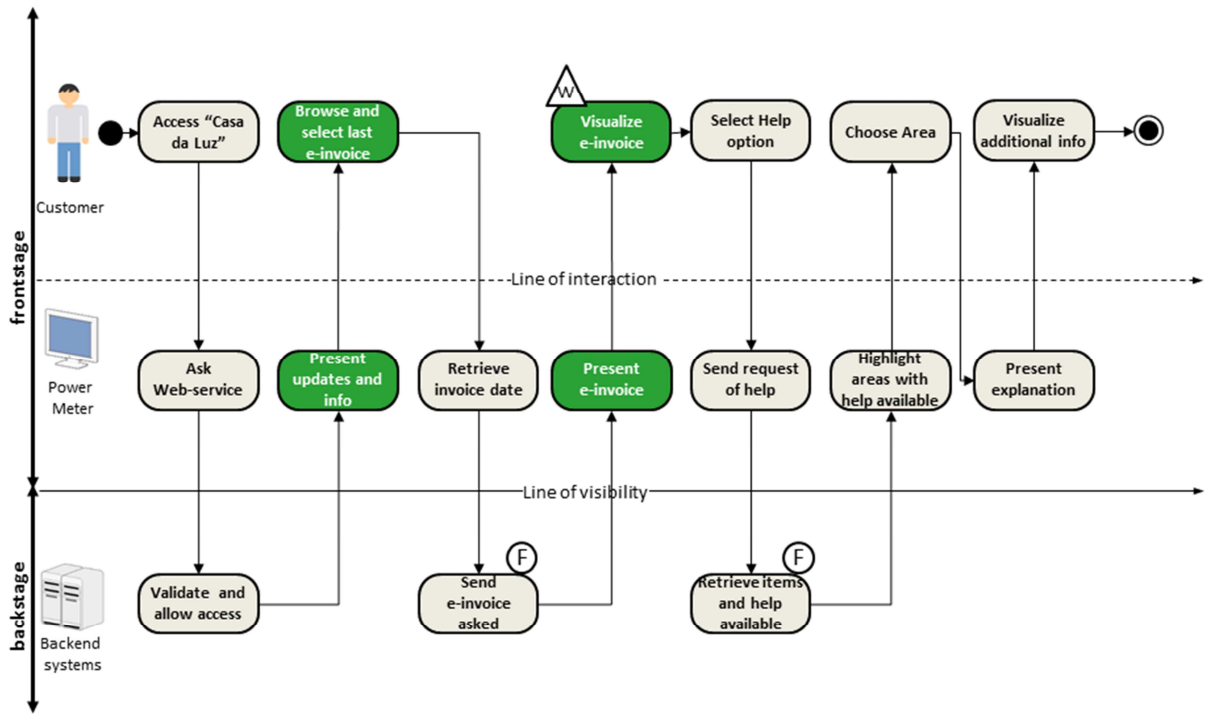 frontstage
backstage
Customer
Access “Casa
da Luz”
Browse and
select last
e-invoice
W
Visualize
e-invoice
Select Help
option
Choose Area
Visualize
additional info
Line of interaction
Power
Meter
Ask
Web-service
Present
updates and
info
Retrieve
invoice date
Present
e-invoice
Send request
of help
Highlight
areas with
help available
Present
explanation
Line of visibility
Backend
systems
Validate and
allow access
F
Send
e-invoice
asked
F
Retrieve items
and help
available